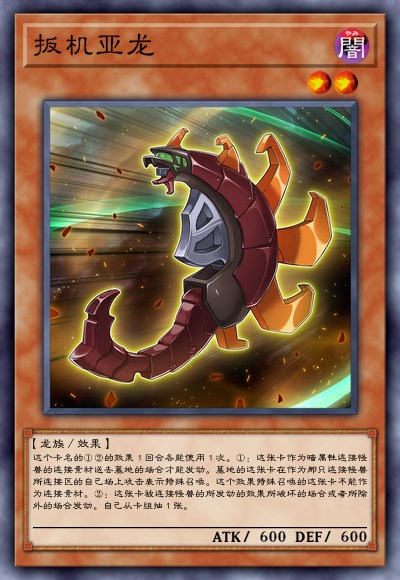 扳机亚龙
やみ
闇
【龙族／效果】
这个卡名的①②的效果1回合各能使用1次。①：这张卡作为暗属性连接怪
兽的连接素材送去墓地的场合才能发动。墓地的这张卡在作为那只连接怪兽
所连接区的自己场上攻击表示特殊召唤。这个效果特殊召唤的这张卡不能作
为连接素材。②：这张卡被连接怪兽的所发动的效果所破坏的场合或者所除
外的场合发动。自己从卡组抽1张。
ATK/ 600 DEF/ 600